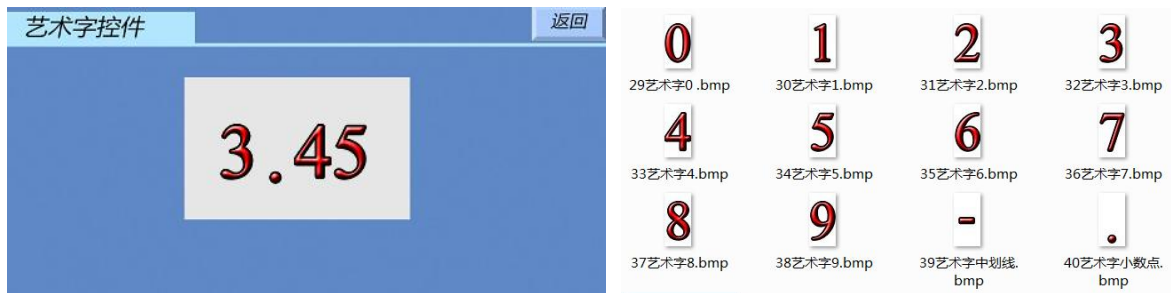 艺术字控件
返回
3.45
0 1 2 3
29艺术字0 .bmp 30艺术字1.bmp 31艺术字2.bmp 32艺术字3.bmp
4 5 6 7
33艺术字4.bmp 34艺术字5.bmp 35艺术字6.bmp 36艺术字7.bmp
8 9 - .
37艺术字8.bmp 38艺术字9.bmp 39艺术字中划线. 40艺术字小数点.
bmp bmp